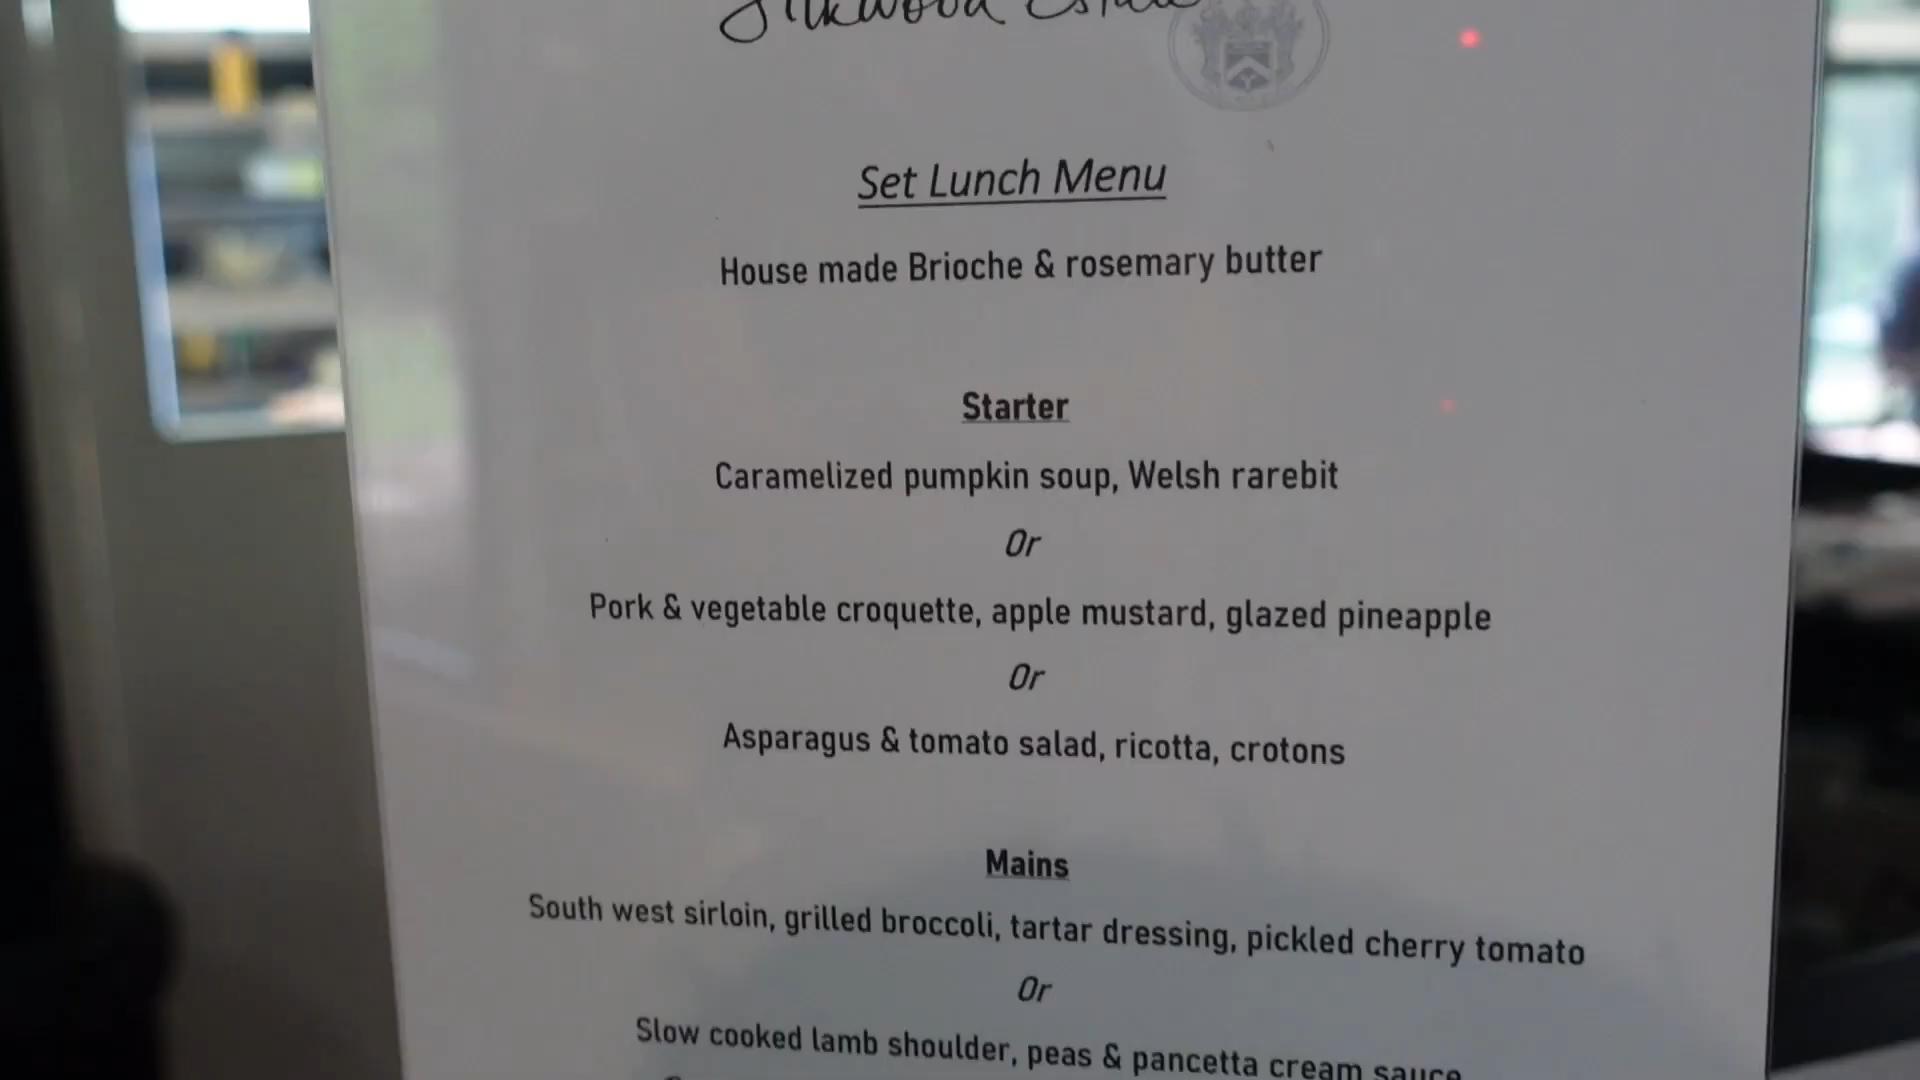 Set Lunch Menu
House made Brioche & rosemary butter
Starter
Caramelized pumpkin soup, Welsh rarebit
Or
Pork & vegetable croquette, apple mustard, glazed pineapple
Or
Asparagus & tomato salad, ricotta, crotons
Mains
South west sirloin, grilled broccoli, tartar dressing, pickled cherry tomato
Or
Slow cooked lamb shoulder, peas & pancetta cream sauce